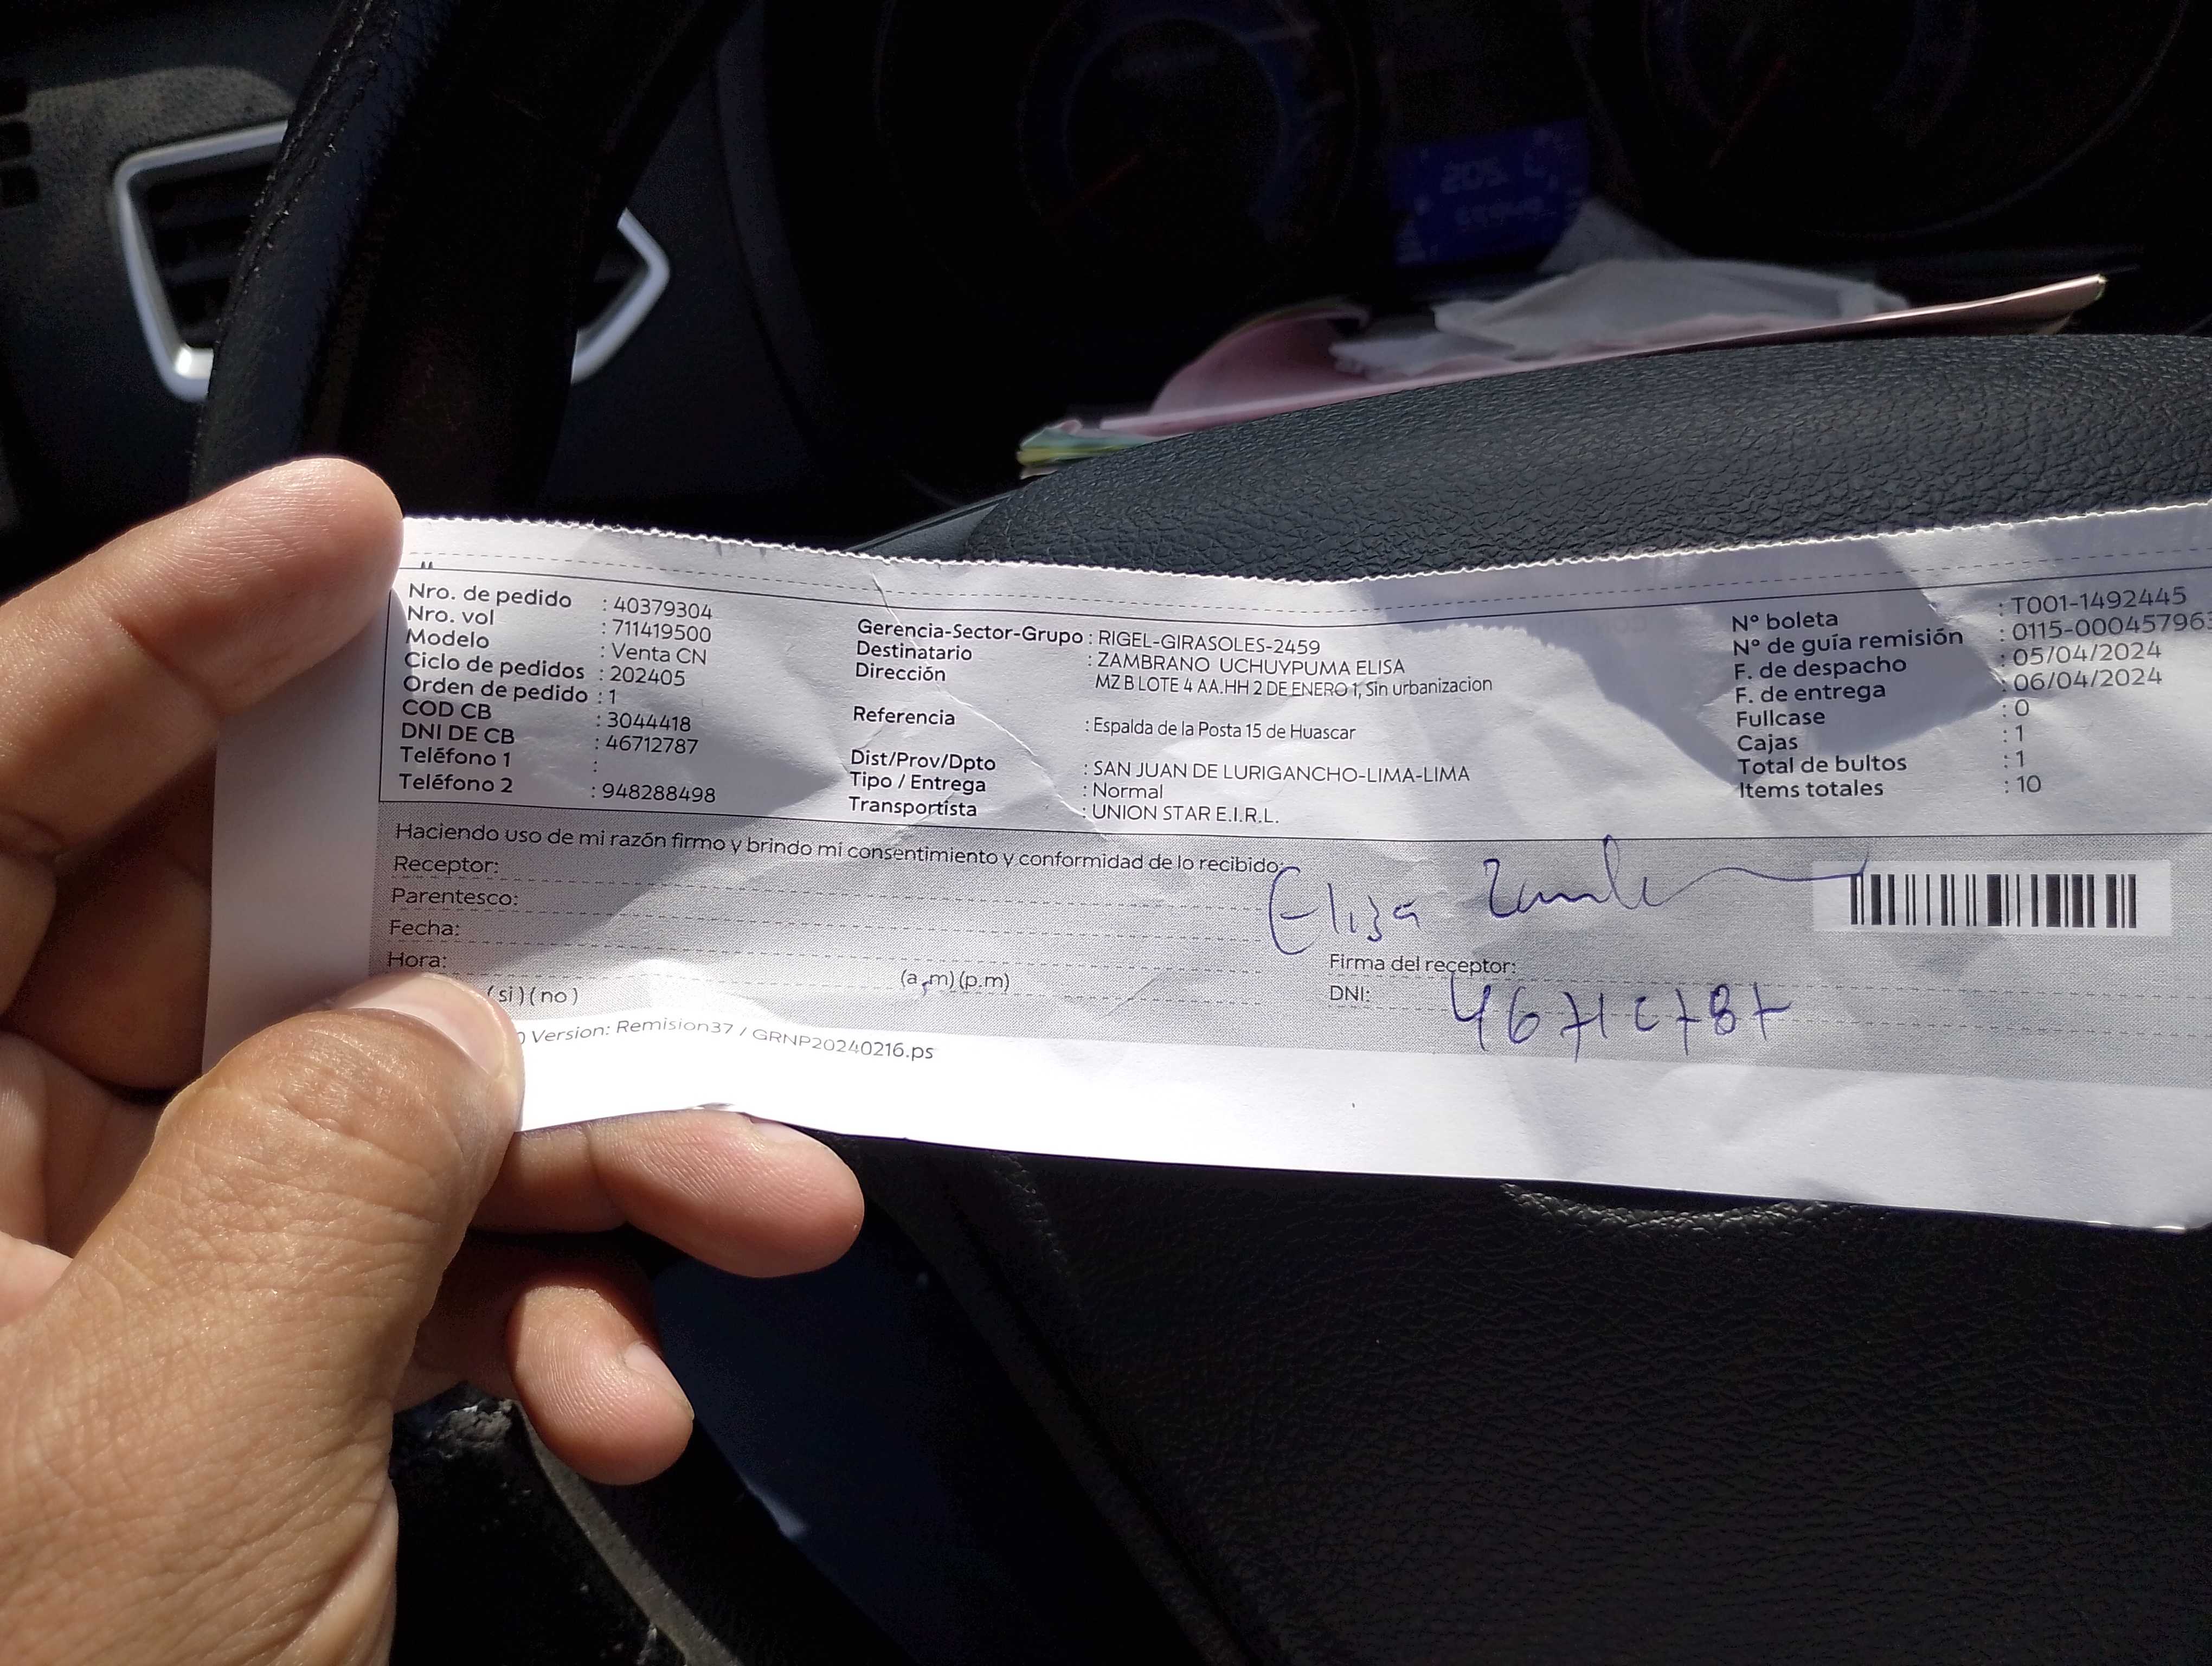 Nro. de pedido : 40379304
Nro. vol : 711419500
Modelo : Venta CN
Ciclo de pedidos : 202405
Orden de pedido : 1
COD CB : 3044418
DNI DE CB : 46712787
Teléfono 1 :
Teléfono 2 : 948288498
Gerencia-Sector-Grupo : RIGEL-GIRASOLES-2459
Destinatario : ZAMBRANO UCHUYPUMA ELISA
Dirección MZ B LOTE 4 AA.HH 2 DE ENERO 1, Sin urbanizacion
Referencia : Espalda de la Posta 15 de Huascar
Dist/Prov/Dpto : SAN JUAN DE LURIGANCHO-LIMA-LIMA
Tipo / Entrega : Normal
Transportista : UNION STAR E.I.R.L.
N° boleta : T001-1492445
N° de guía remisión : 0115-000457963
F. de despacho : 05/04/2024
F. de entrega : 06/04/2024
Fullcase : 0
Cajas : 1
Total de bultos : 1
Items totales : 10
Haciendo uso de mi razón firmo y brindo mi consentimiento y conformidad de lo recibido:
Receptor:
Parentesco:
Fecha:
Hora: (a.m) (p.m)
(si) (no)
Version: Remision37 / GRNP20240216.ps
Elisa
Firma del receptor:
DNI: 46712787